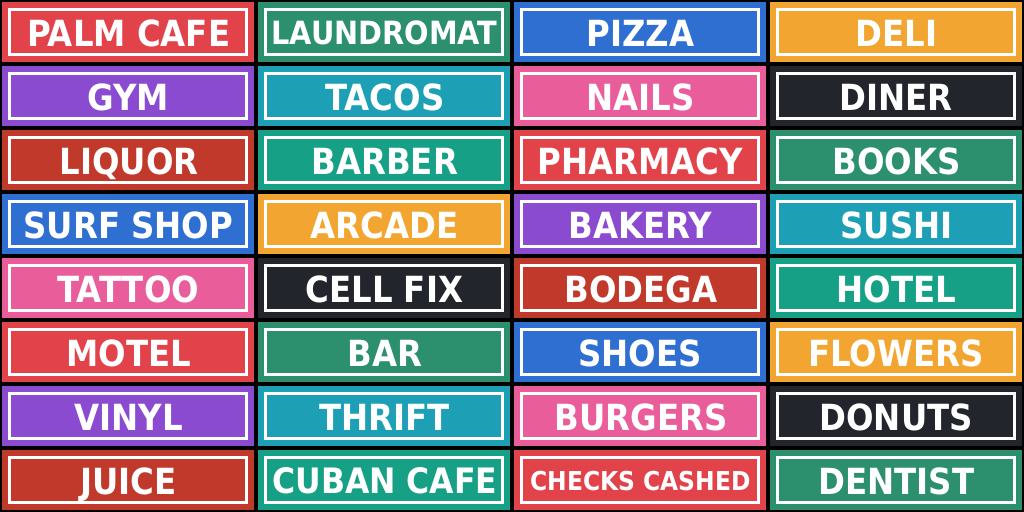 PALM CAFE
LAUNDROMAT
PIZZA
DELI
GYM
TACOS
NAILS
DINER
LIQUOR
BARBER
PHARMACY
BOOKS
SURF SHOP
ARCADE
BAKERY
SUSHI
TATTOO
CELL FIX
BODEGA
HOTEL
MOTEL
BAR
SHOES
FLOWERS
VINYL
THRIFT
BURGERS
DONUTS
JUICE
CUBAN CAFE
CHECKS CASHED
DENTIST